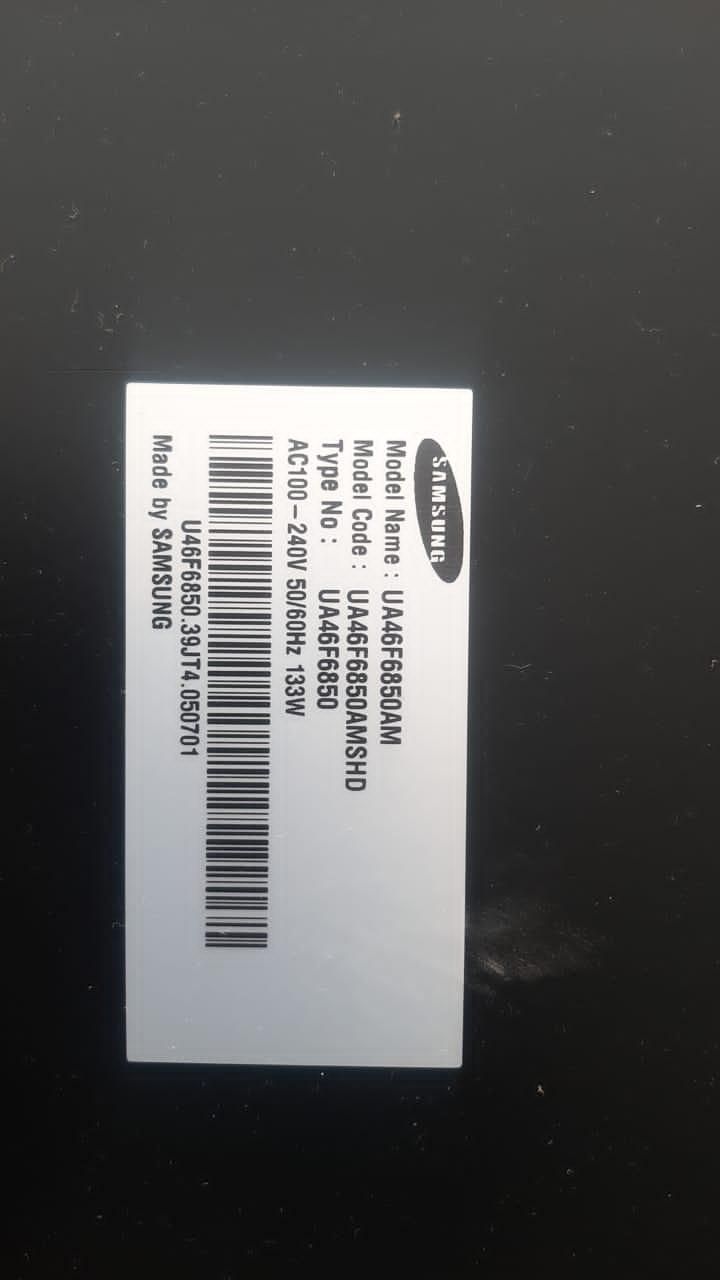 SAMSUNG
Model Name : UA46F6850AM
Model Code : UA46F6850AMSHD
Type No : UA46F6850
AC100 – 240V 50/60Hz 133W
U46F6850.39JT4.050701
Made by SAMSUNG